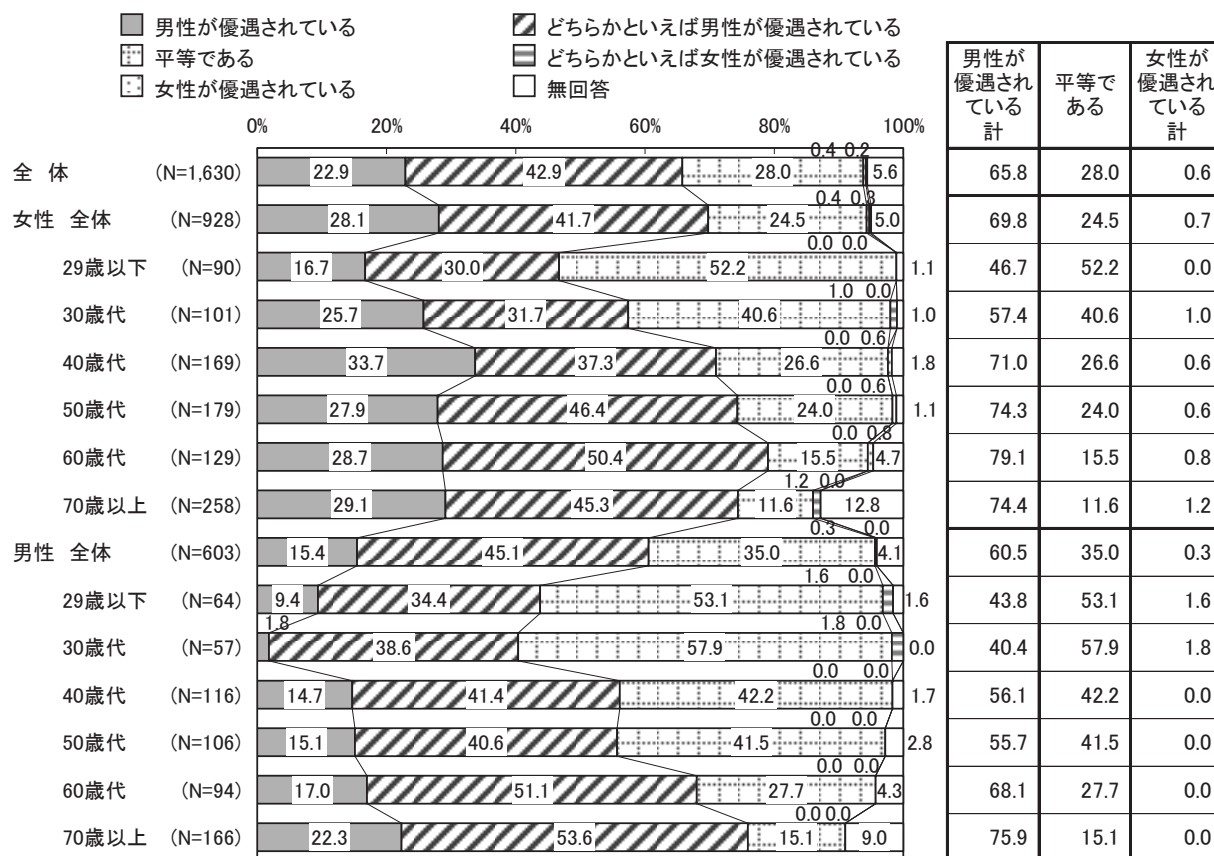 男性が優遇されている
どちらかといえば男性が優遇されている
平等である
どちらかといえば女性が優遇されている
女性が優遇されている
無回答
男性が
優遇され
ている
計
平等で
ある
女性が
優遇され
ている
計
0% 20% 40% 60% 80% 100%
0.4 0.2
全 体 (N=1,630) 22.9 42.9 28.0 5.6 65.8 28.0 0.6
0.4 0.3
女性 全体 (N=928) 28.1 41.7 24.5 5.0 69.8 24.5 0.7
0.0 0.0
29歳以下 (N=90) 16.7 30.0 52.2 1.1 46.7 52.2 0.0
1.0 0.0
30歳代 (N=101) 25.7 31.7 40.6 1.0 57.4 40.6 1.0
0.0 0.6
40歳代 (N=169) 33.7 37.3 26.6 1.8 71.0 26.6 0.6
0.0 0.6
50歳代 (N=179) 27.9 46.4 24.0 1.1 74.3 24.0 0.6
0.0 0.8
60歳代 (N=129) 28.7 50.4 15.5 4.7 79.1 15.5 0.8
1.2 0.0
70歳以上 (N=258) 29.1 45.3 11.6 12.8 74.4 11.6 1.2
0.3 0.0
男性 全体 (N=603) 15.4 45.1 35.0 4.1 60.5 35.0 0.3
1.6 0.0
29歳以下 (N=64) 9.4 34.4 53.1 1.6 43.8 53.1 1.6
1.8 1.8 0.0
30歳代 (N=57) 38.6 57.9 0.0 40.4 57.9 1.8
0.0 0.0
40歳代 (N=116) 14.7 41.4 42.2 1.7 56.1 42.2 0.0
0.0 0.0
50歳代 (N=106) 15.1 40.6 41.5 2.8 55.7 41.5 0.0
0.0 0.0
60歳代 (N=94) 17.0 51.1 27.7 4.3 68.1 27.7 0.0
0.0 0.0
70歳以上 (N=166) 22.3 53.6 15.1 9.0 75.9 15.1 0.0